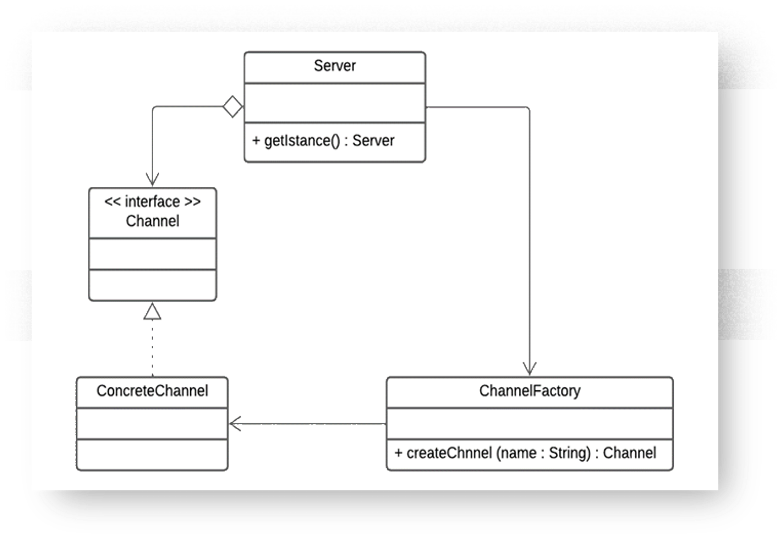 Server
+ getIstance() : Server
<< interface >>
Channel
ConcreteChannel
ChannelFactory
+ createChnnel (name : String) : Channel